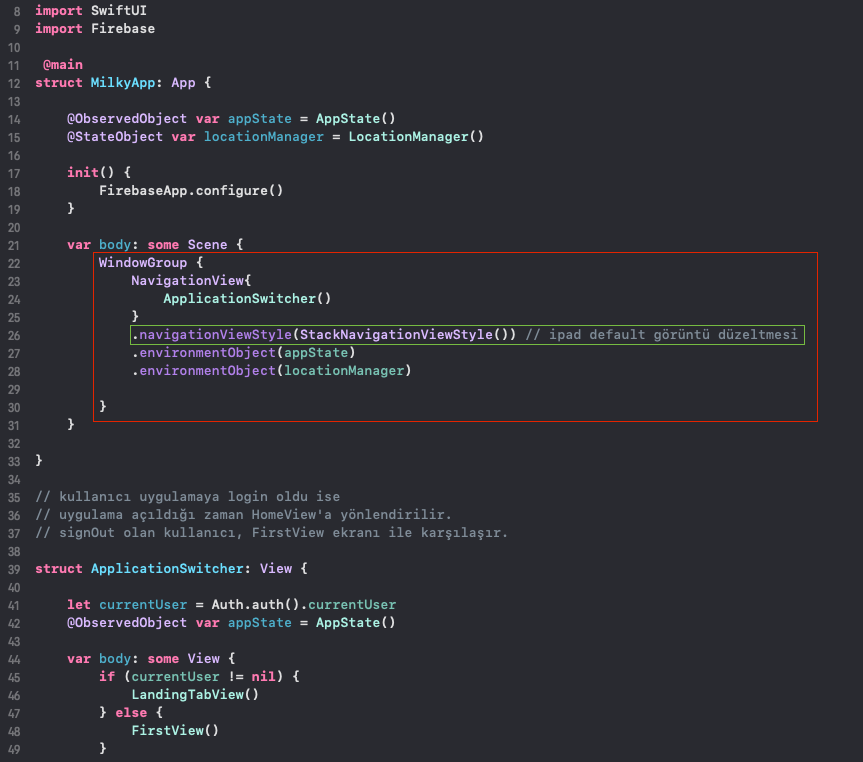 8 import SwiftUI
9 import Firebase
10
11 @main
12 struct MilkyApp: App {
13
14 @ObservedObject var appState = AppState()
15 @StateObject var locationManager = LocationManager()
16
17 init() {
18 FirebaseApp.configure()
19 }
20
21 var body: some Scene {
22 WindowGroup {
23 NavigationView{
24 ApplicationSwitcher()
25 }
26 .navigationViewStyle(StackNavigationViewStyle()) // ipad default görüntü düzeltmesi
27 .environmentObject(appState)
28 .environmentObject(locationManager)
29
30 }
31 }
32
33 }
34
35 // kullanıcı uygulamaya login oldu ise
36 // uygulama açıldığı zaman HomeView'a yönlendirilir.
37 // signOut olan kullanıcı, FirstView ekranı ile karşılaşır.
38
39 struct ApplicationSwitcher: View {
40
41 let currentUser = Auth.auth().currentUser
42 @ObservedObject var appState = AppState()
43
44 var body: some View {
45 if (currentUser != nil) {
46 LandingTabView()
47 } else {
48 FirstView()
49 }